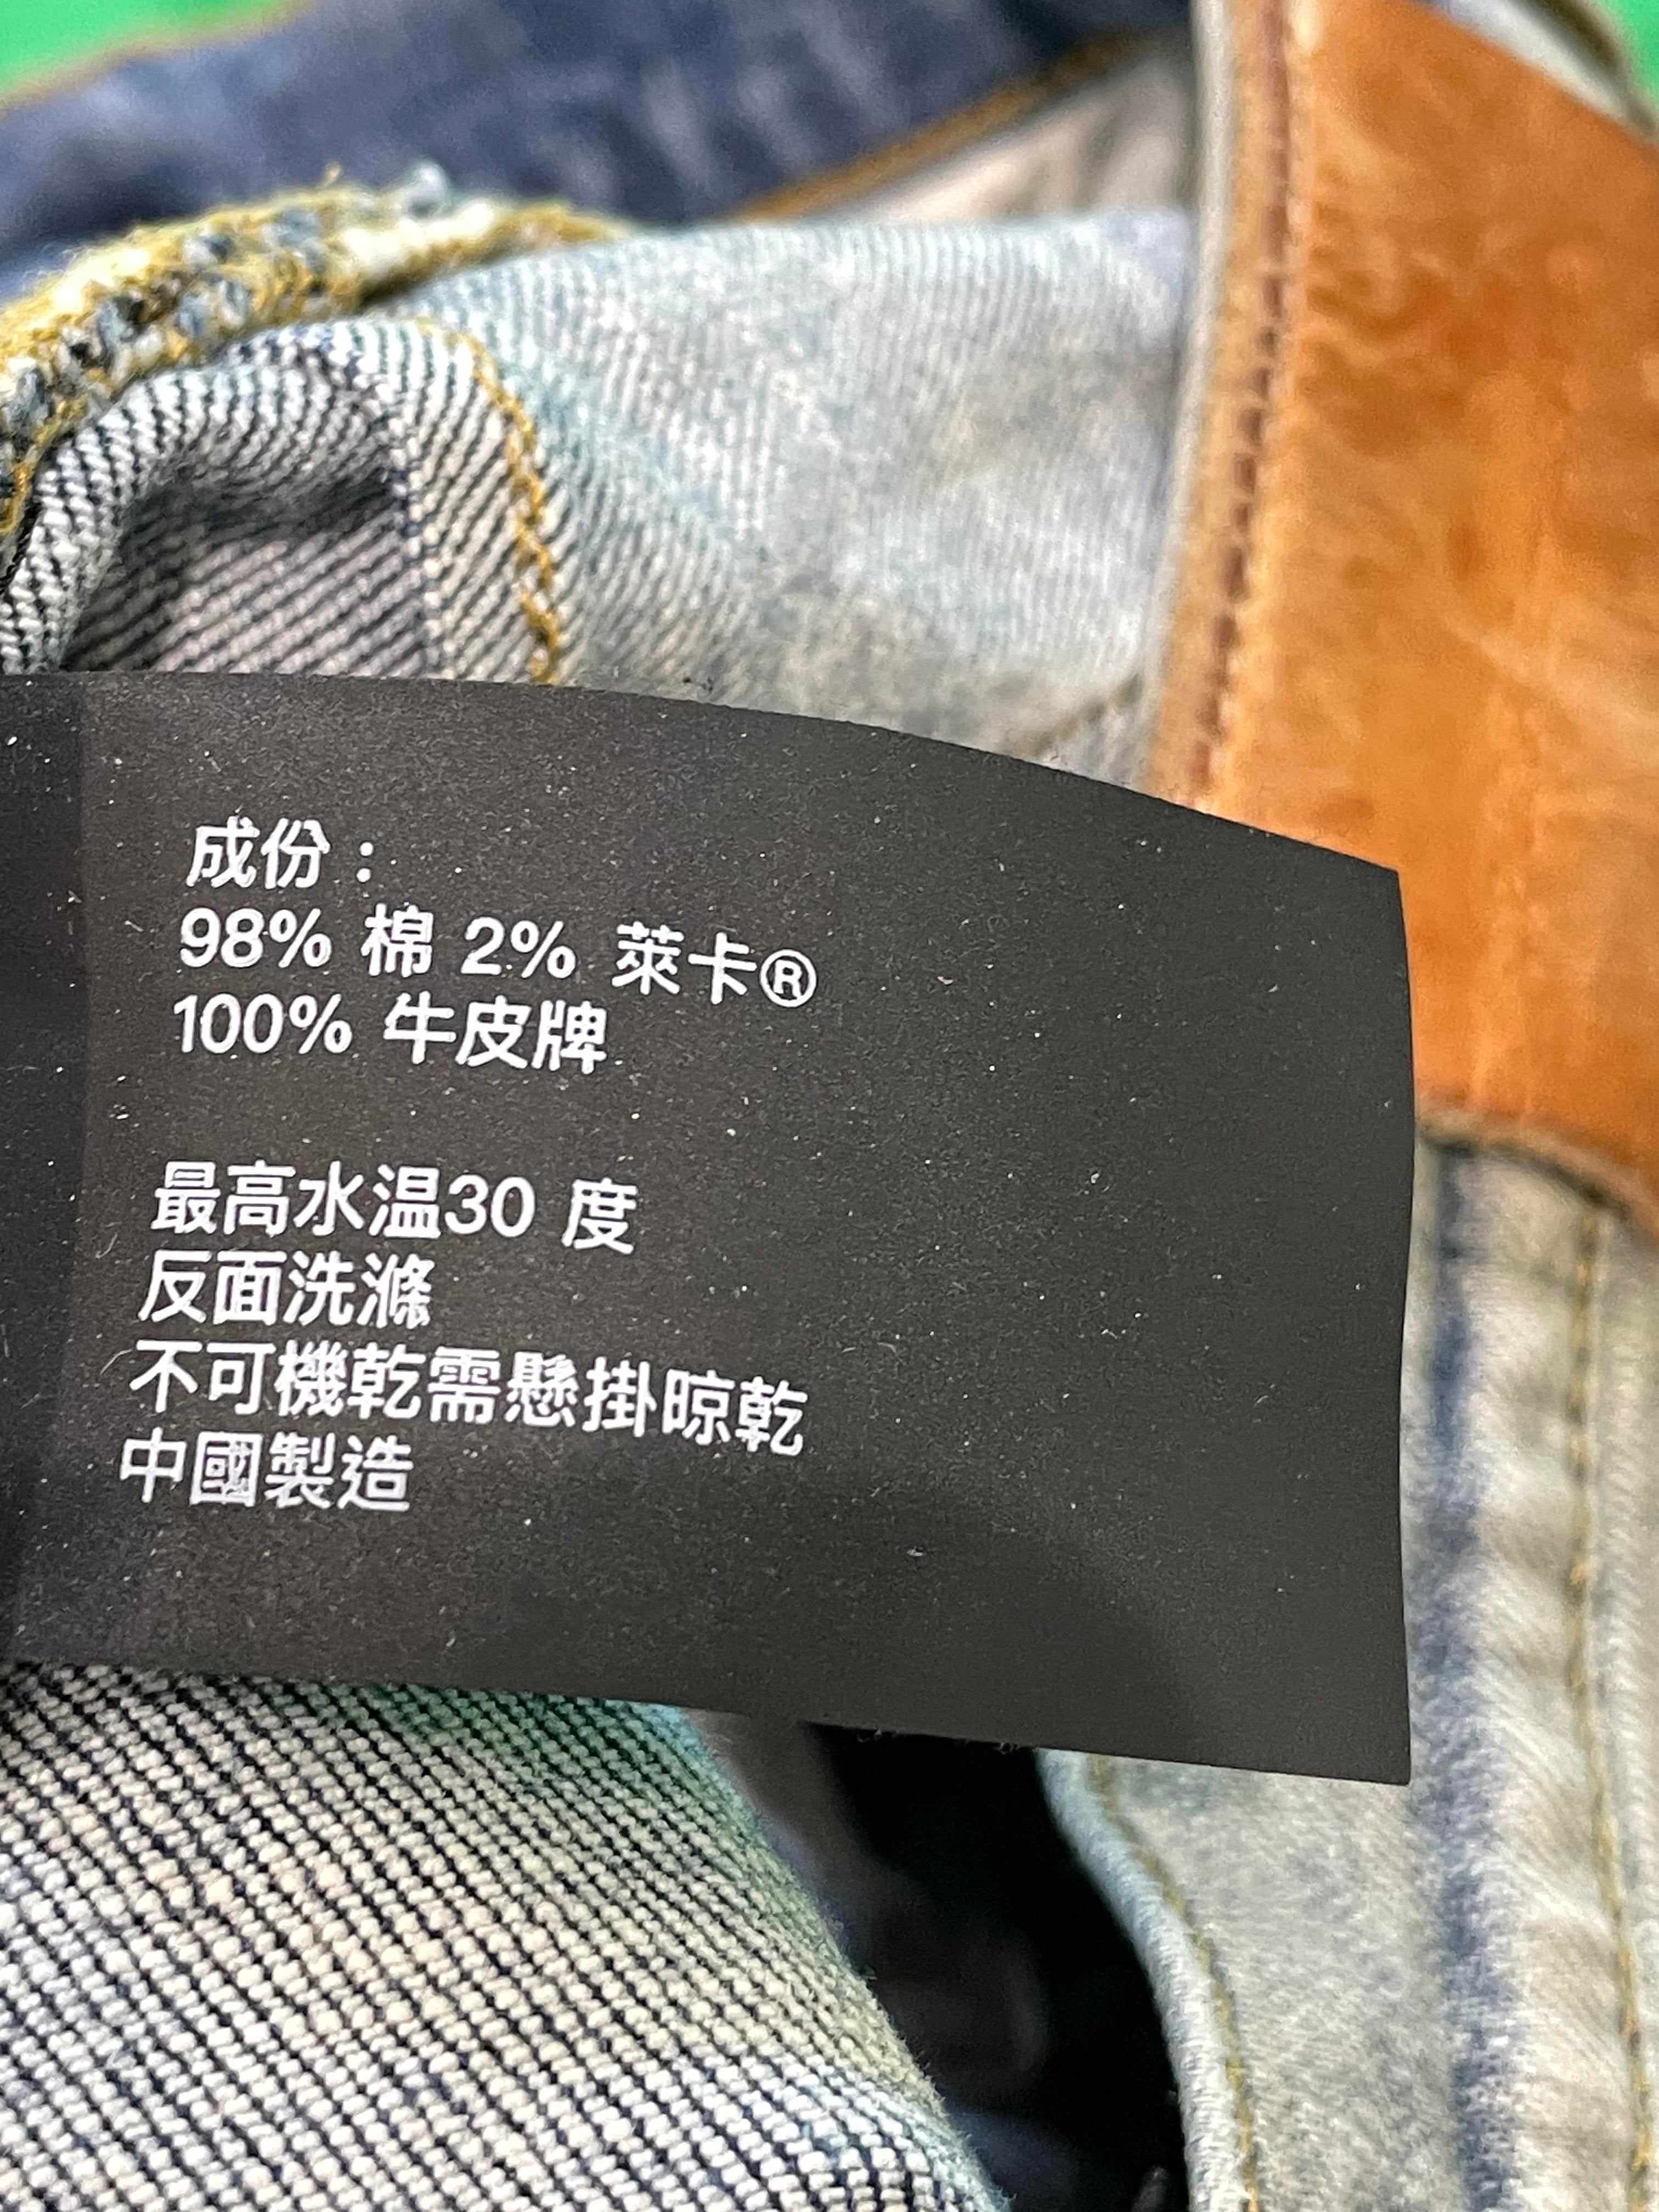 成份：
98% 棉 2% 萊卡®
100% 牛皮牌
最高水温30 度
反面洗滌
不可機乾需懸掛晾乾
中國製造